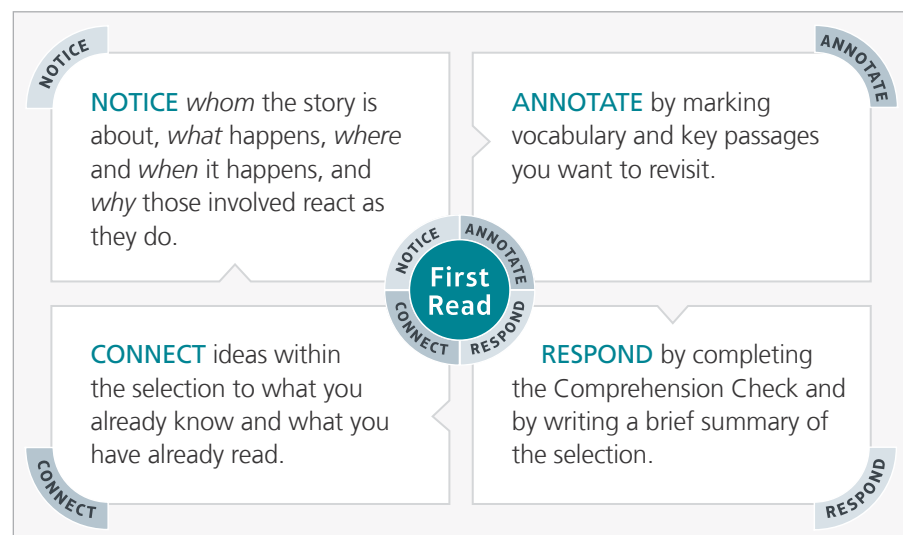 NOTICE
NOTICE whom the story is
about, what happens, where
and when it happens, and
why those involved react as
they do.
ANNOTATE
ANNOTATE by marking
vocabulary and key passages
you want to revisit.
NOTICE
ANNOTATE
First
Read
CONNECT
RESPOND
CONNECT ideas within
the selection to what you
already know and what you
have already read.
CONNECT
RESPOND by completing
the Comprehension Check and
by writing a brief summary of
the selection.
RESPOND